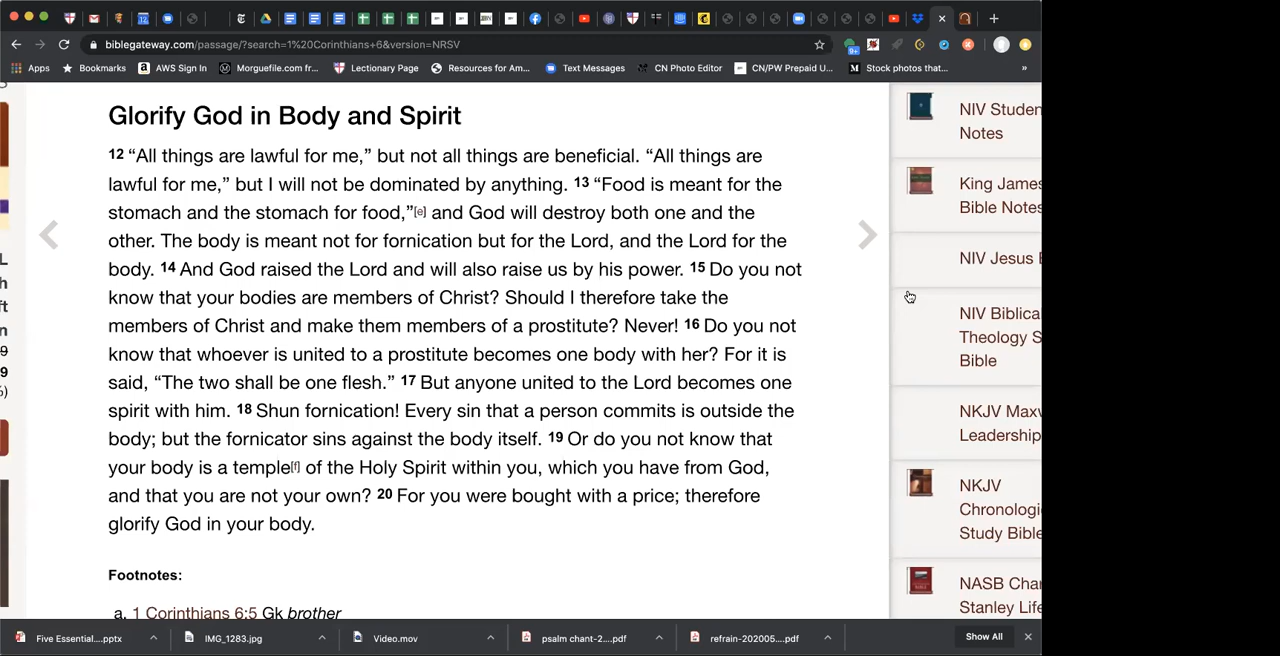 biblegateway.com/passage/?search=1%20Corinthians+6&version=NRSV
9+
Apps Bookmarks AWS Sign In Morguefile.com fr... Lectionary Page Resources for Am... Text Messages CN Photo Editor CN/PW Prepaid U... Stock photos that... »
Glorify God in Body and Spirit
12 “All things are lawful for me,” but not all things are beneficial. “All things are
lawful for me,” but I will not be dominated by anything. 13 “Food is meant for the
stomach and the stomach for food,”[e] and God will destroy both one and the
other. The body is meant not for fornication but for the Lord, and the Lord for the
body. 14 And God raised the Lord and will also raise us by his power. 15 Do you not
know that your bodies are members of Christ? Should I therefore take the
members of Christ and make them members of a prostitute? Never! 16 Do you not
know that whoever is united to a prostitute becomes one body with her? For it is
said, “The two shall be one flesh.” 17 But anyone united to the Lord becomes one
spirit with him. 18 Shun fornication! Every sin that a person commits is outside the
body; but the fornicator sins against the body itself. 19 Or do you not know that
your body is a temple[f] of the Holy Spirit within you, which you have from God,
and that you are not your own? 20 For you were bought with a price; therefore
glorify God in your body.
Footnotes:
a. 1 Corinthians 6:5 Gk brother
NIV Studen
Notes
King James
Bible Notes
NIV Jesus
NIV Biblica
Theology S
Bible
NKJV Maxw
Leadership
NKJV
Chronologi
Study Bible
NASB Char
Stanley Life
Five Essential....pptx IMG_1283.jpg Video.mov psalm chant-2....pdf refrain-202005....pdf Show All